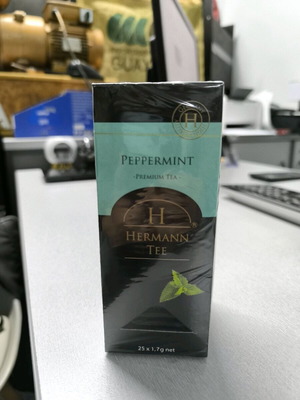 H
PEPPERMINT
-PREMIUM TEA-
H
HERMANN
TEE
®
25 x 1,7g net